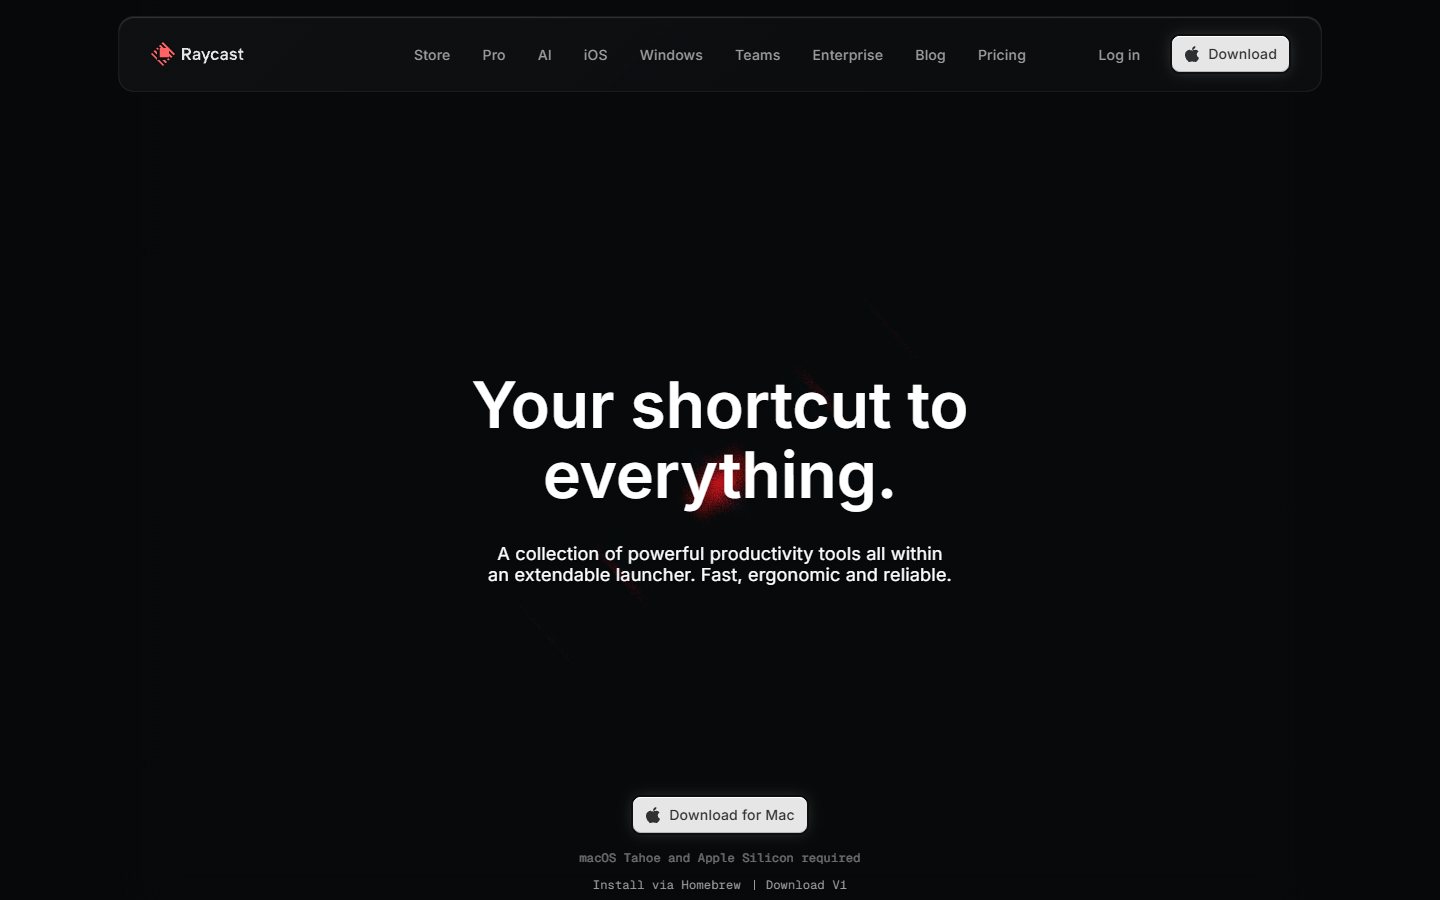 Raycast
Store
Pro
AI
iOS
Windows
Teams
Enterprise
Blog
Pricing
Log in
Download
Your shortcut to
everything.
A collection of powerful productivity tools all within
an extendable launcher. Fast, ergonomic and reliable.
Download for Mac
macOS Tahoe and Apple Silicon required
Install via Homebrew | Download V1